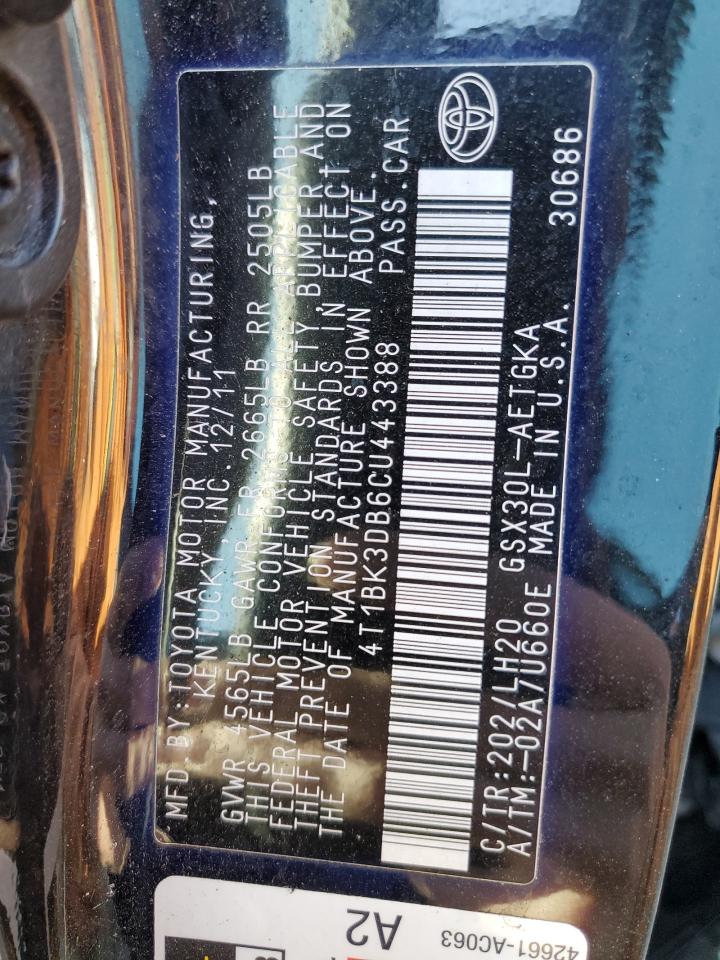 MFD. BY:TOYOTA MOTOR MANUFACTURING,
KENTUCKY, INC. 12/11
GVWR 4565LB GAWR FR 2665LB RR 2505LB
THIS VEHICLE CONFORMS TO ALL APPLICABLE
FEDERAL MOTOR VEHICLE SAFETY, BUMPER AND
THEFT PREVENTION STANDARDS IN EFFECT ON
THE DATE OF MANUFACTURE SHOWN ABOVE.
4T1BK3DB6CU443388 PASS.CAR
C/TR:202/LH20 GSX30L-AETGKA 30686
A/TM:-02A/U660E MADE IN U.S.A.
A2
42661-AC063